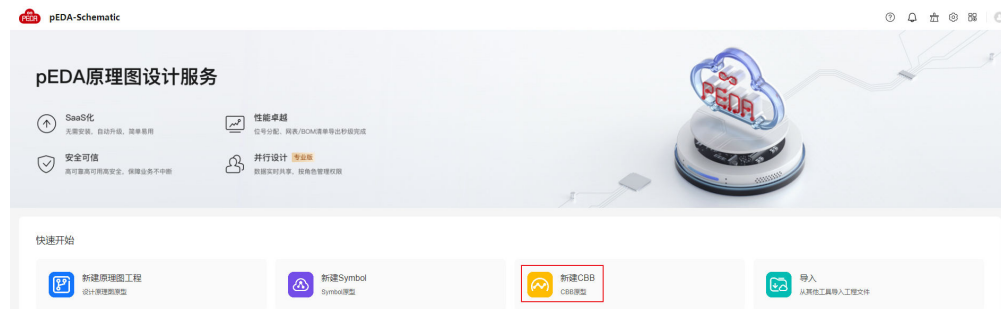 PEDA pEDA-Schematic
pEDA原理图设计服务
SaaS化
无需安装、自动升级、简单易用
性能卓越
位号分配、网表/BOM清单导出秒级完成
安全可信
高可靠高可用高安全，保障业务不中断
并行设计 专业版
数据实时共享，按角色管理权限
PEDA
快速开始
新建原理图工程
设计原理图原型
新建Symbol
Symbol原型
新建CBB
CBB原型
导入
从其他工具导入工程文件